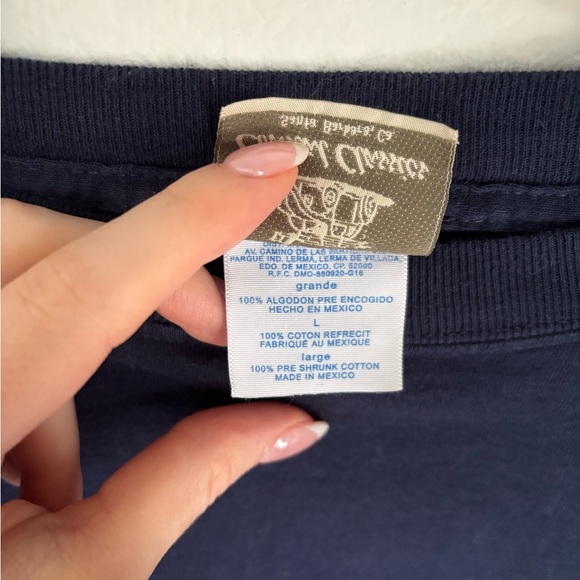 Santa Barbara, Ca.
Classics
AV. CAMINO DE LAS
PARQUE IND. LERMA, LERMA DE VILLADA
EDO. DE MEXICO. CP. 52000
R.F.C. DMO-880920-G16
grande
100% ALGODON PRE ENCOGIDO
HECHO EN MEXICO
L
100% COTON REFRECIT
FABRIQUÉ AU MEXIQUE
large
100% PRE SHRUNK COTTON
MADE IN MEXICO